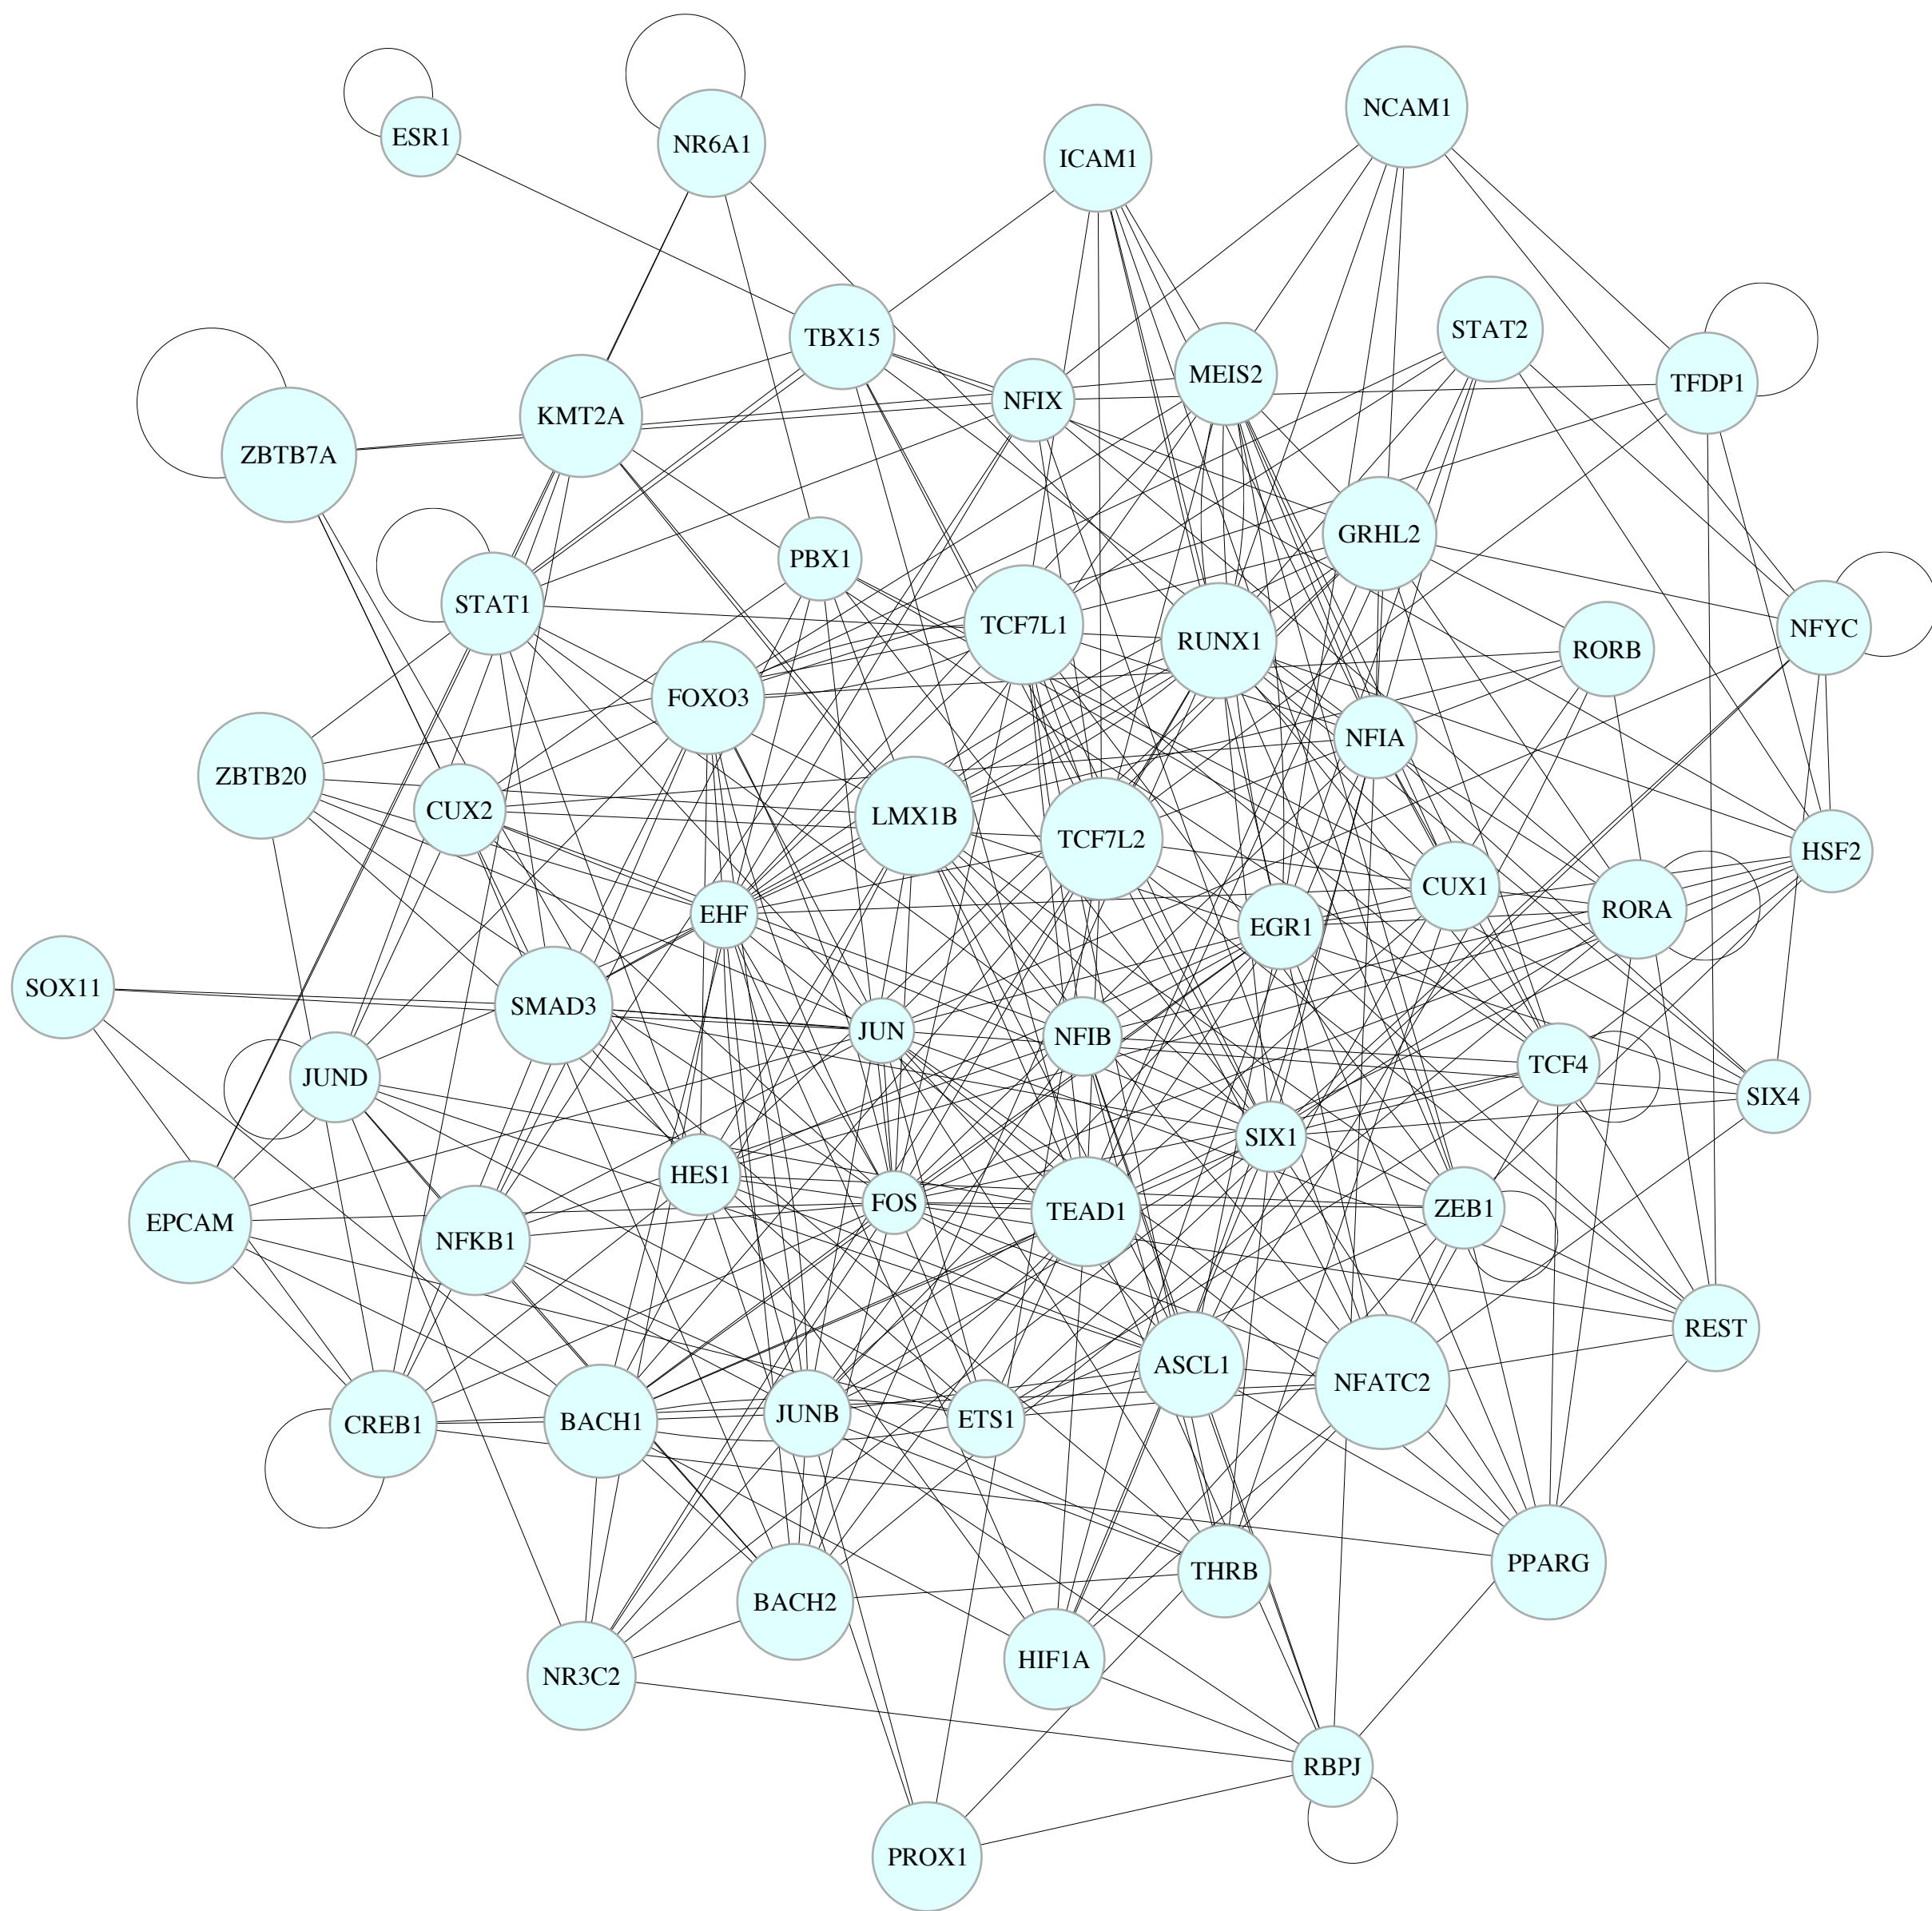 NCAM1
ESR1
NR6A1
ICAM1
STAT2
TBX15
MEIS2
TFDP1
NFIX
KMT2A
ZBTB7A
GRHL2
PBX1
STAT1
TCF7L1
NFYC
RUNX1
RORB
FOXO3
NFIA
ZBTB20
CUX2
LMX1B
TCF7L2
HSF2
CUX1
RORA
EHF
EGR1
SOX11
SMAD3
JUN
NFIB
TCF4
JUND
SIX4
SIX1
HES1
FOS
ZEB1
TEAD1
EPCAM
NFKB1
REST
ASCL1
NFATC2
JUNB
ETS1
BACH1
CREB1
PPARG
THRB
BACH2
HIF1A
NR3C2
RBPJ
PROX1